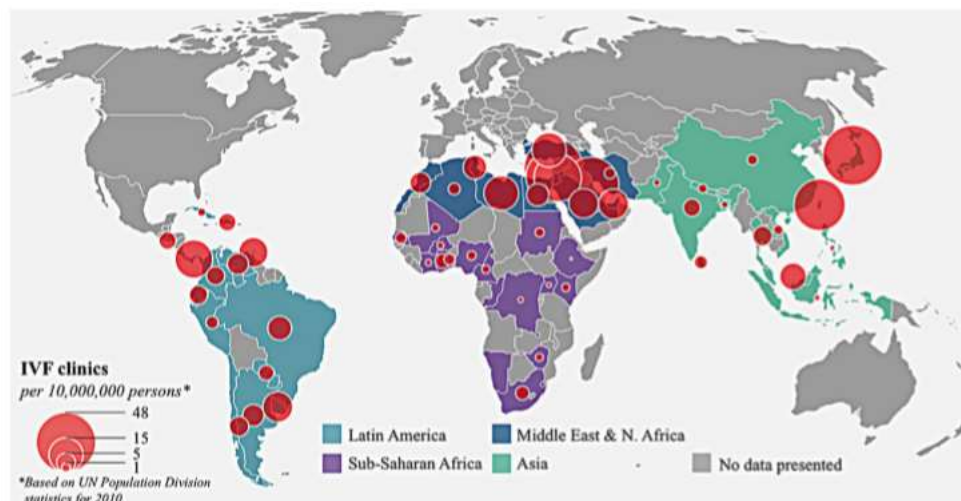 IVF clinics
per 10,000,000 persons*
48
15
5
1
*Based on UN Population Division
statistics for 2010
Latin America
Middle East & N. Africa
Sub-Saharan Africa
Asia
No data presented